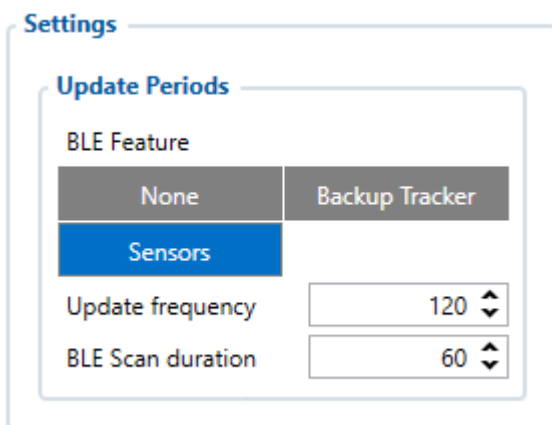 Settings
Update Periods
BLE Feature
None Backup Tracker
Sensors
Update frequency 120
BLE Scan duration 60